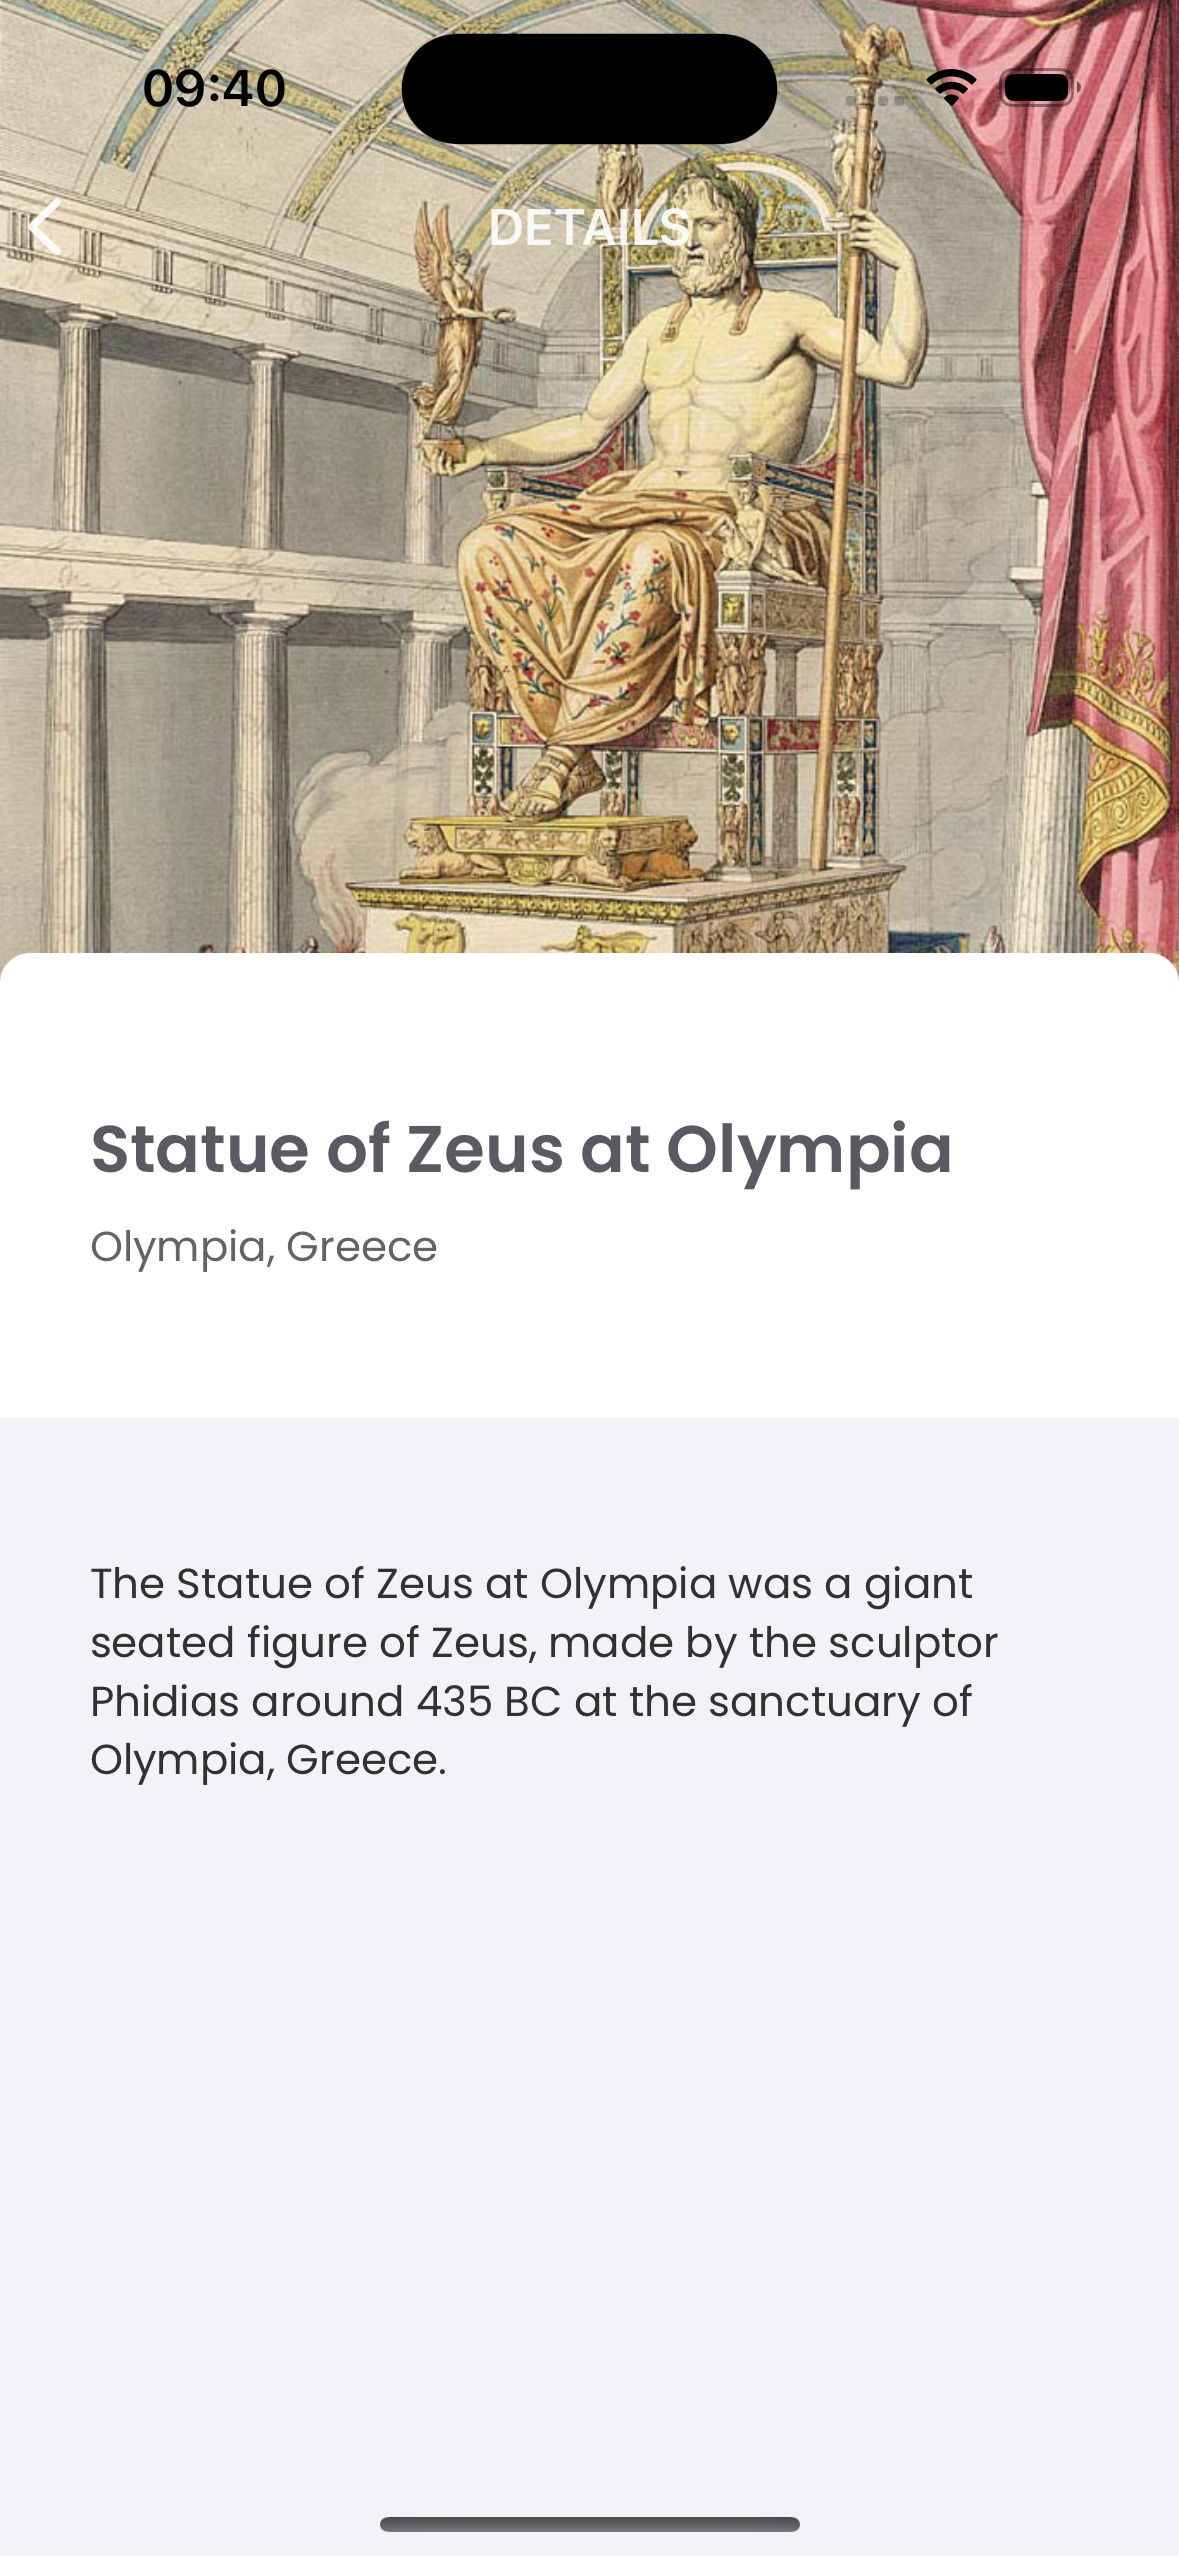 09:40
DETAILS
Statue of Zeus at Olympia
Olympia, Greece
The Statue of Zeus at Olympia was a giant
seated figure of Zeus, made by the sculptor
Phidias around 435 BC at the sanctuary of
Olympia, Greece.